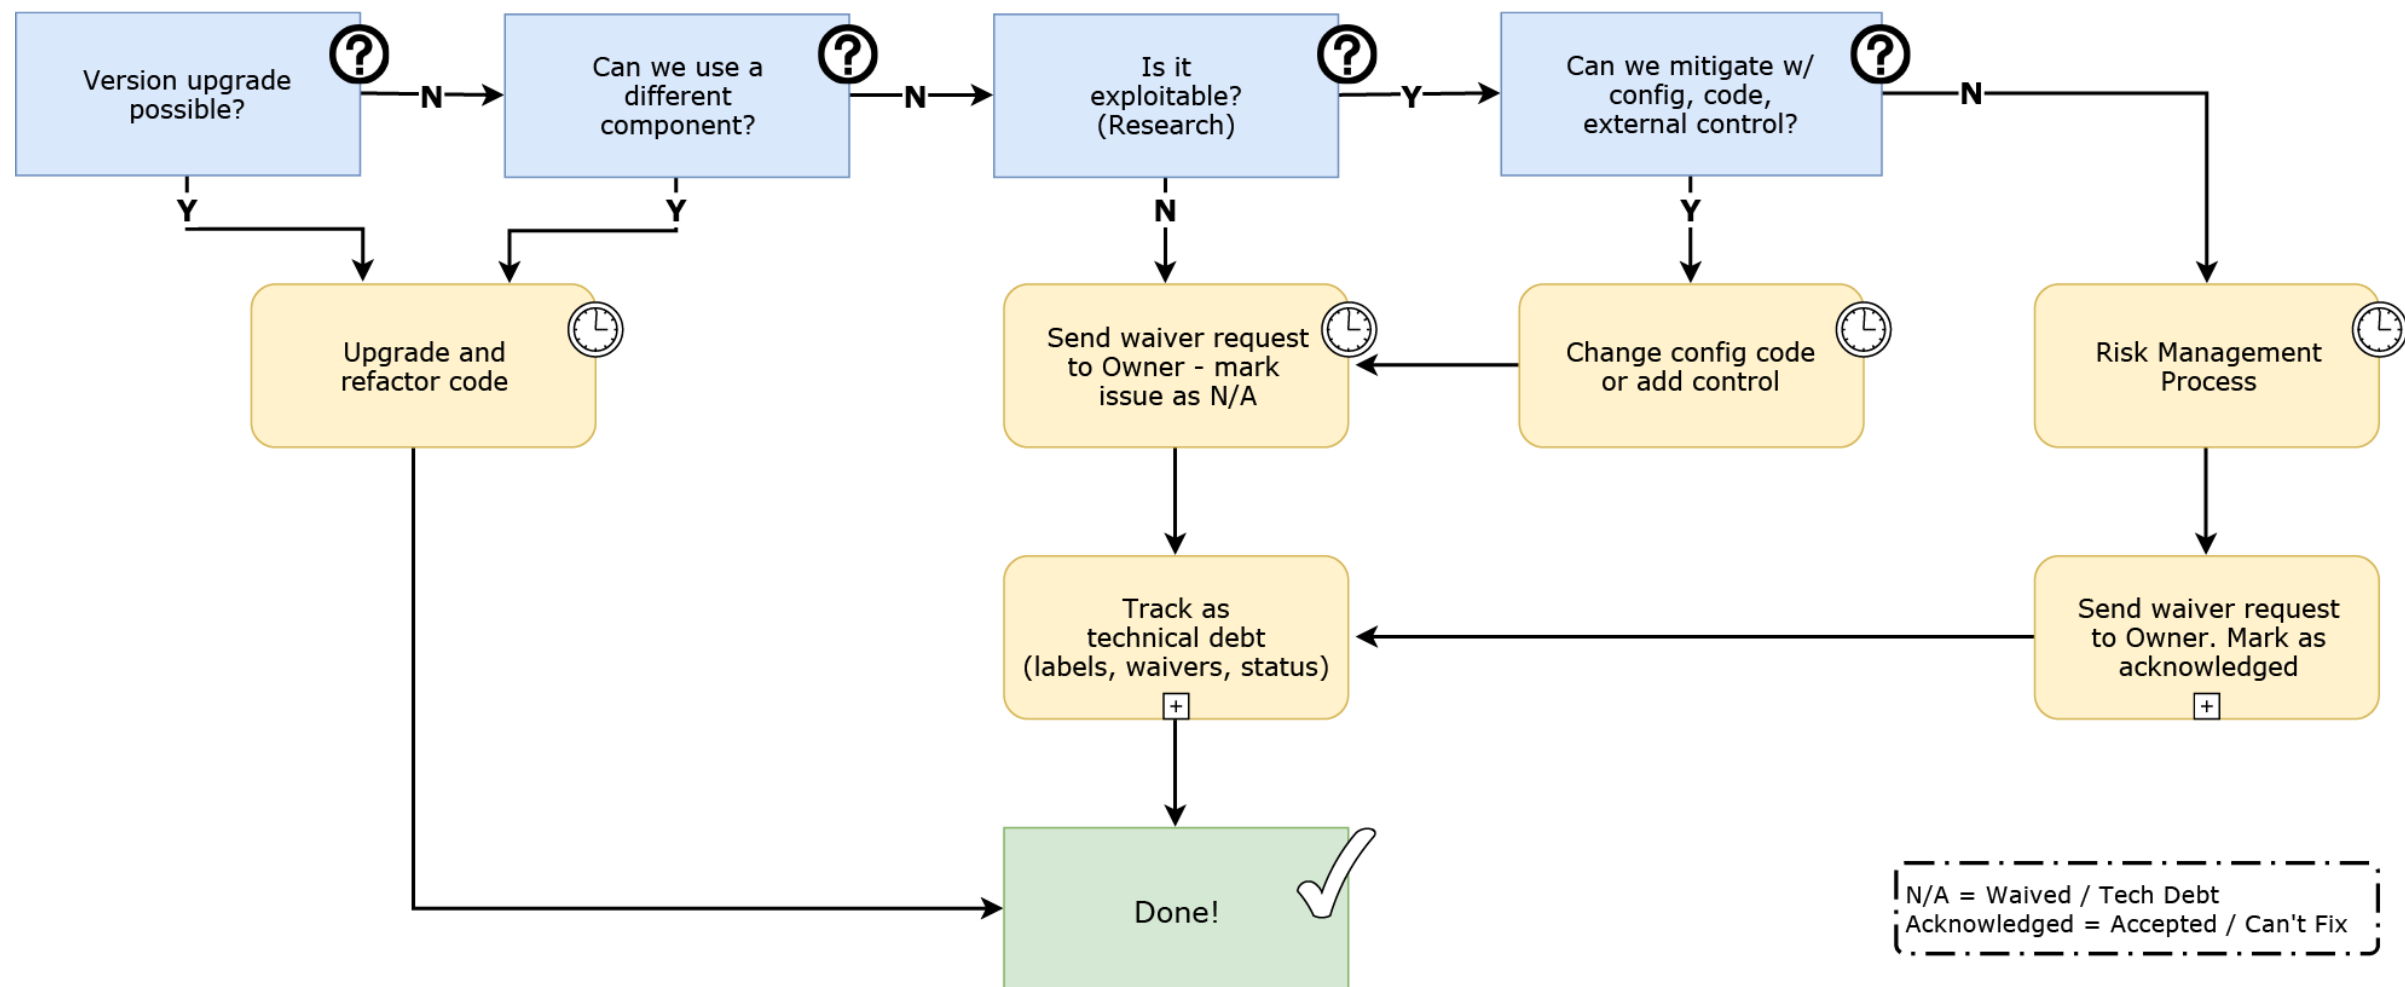 Version upgrade
possible?
N
Can we use a
different
component?
N
Is it
exploitable?
(Research)
Y
Can we mitigate w/
config, code,
external control?
N
Y
Y
N
Y
Upgrade and
refactor code
Send waiver request
to Owner - mark
issue as N/A
Change config code
or add control
Risk Management
Process
Track as
technical debt
(labels, waivers, status)
Send waiver request
to Owner. Mark as
acknowledged
Done!
N/A = Waived / Tech Debt
Acknowledged = Accepted / Can't Fix